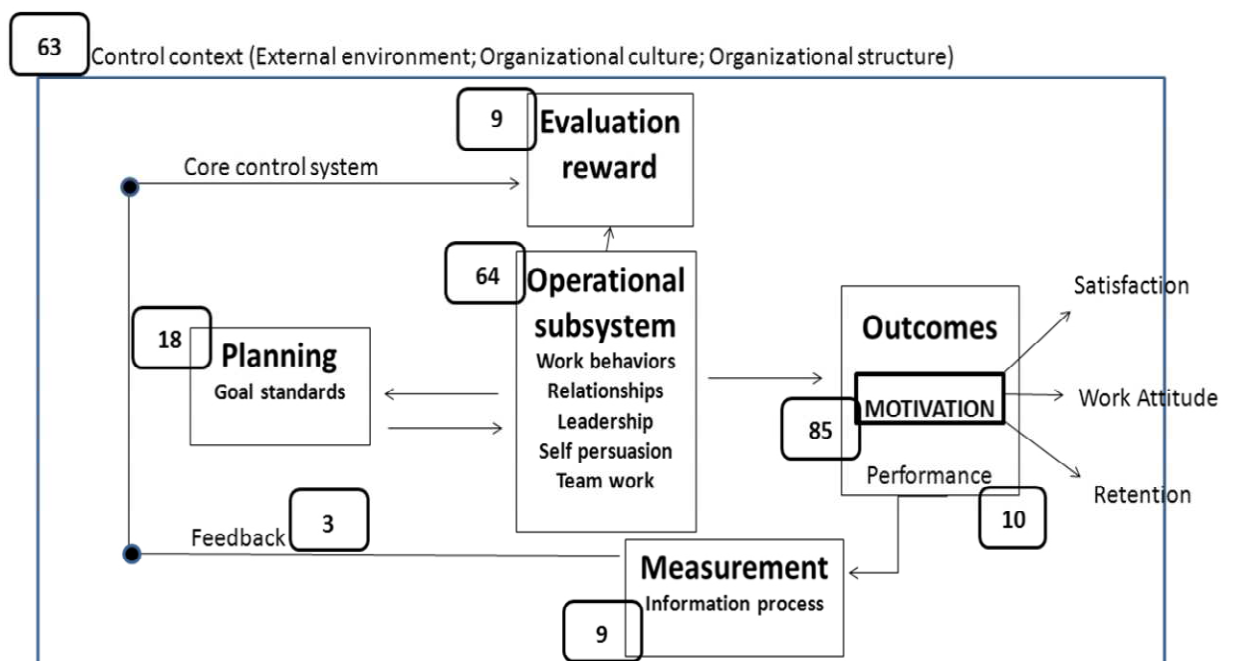 63
Control context (External environment; Organizational culture; Organizational structure)
9
Evaluation
reward
Core control system
64
Operational
subsystem
Work behaviors
Relationships
Leadership
Self persuasion
Team work
18
Planning
Goal standards
Outcomes
MOTIVATION
85
Performance
10
Satisfaction
Work Attitude
Retention
Feedback
3
Measurement
Information process
9